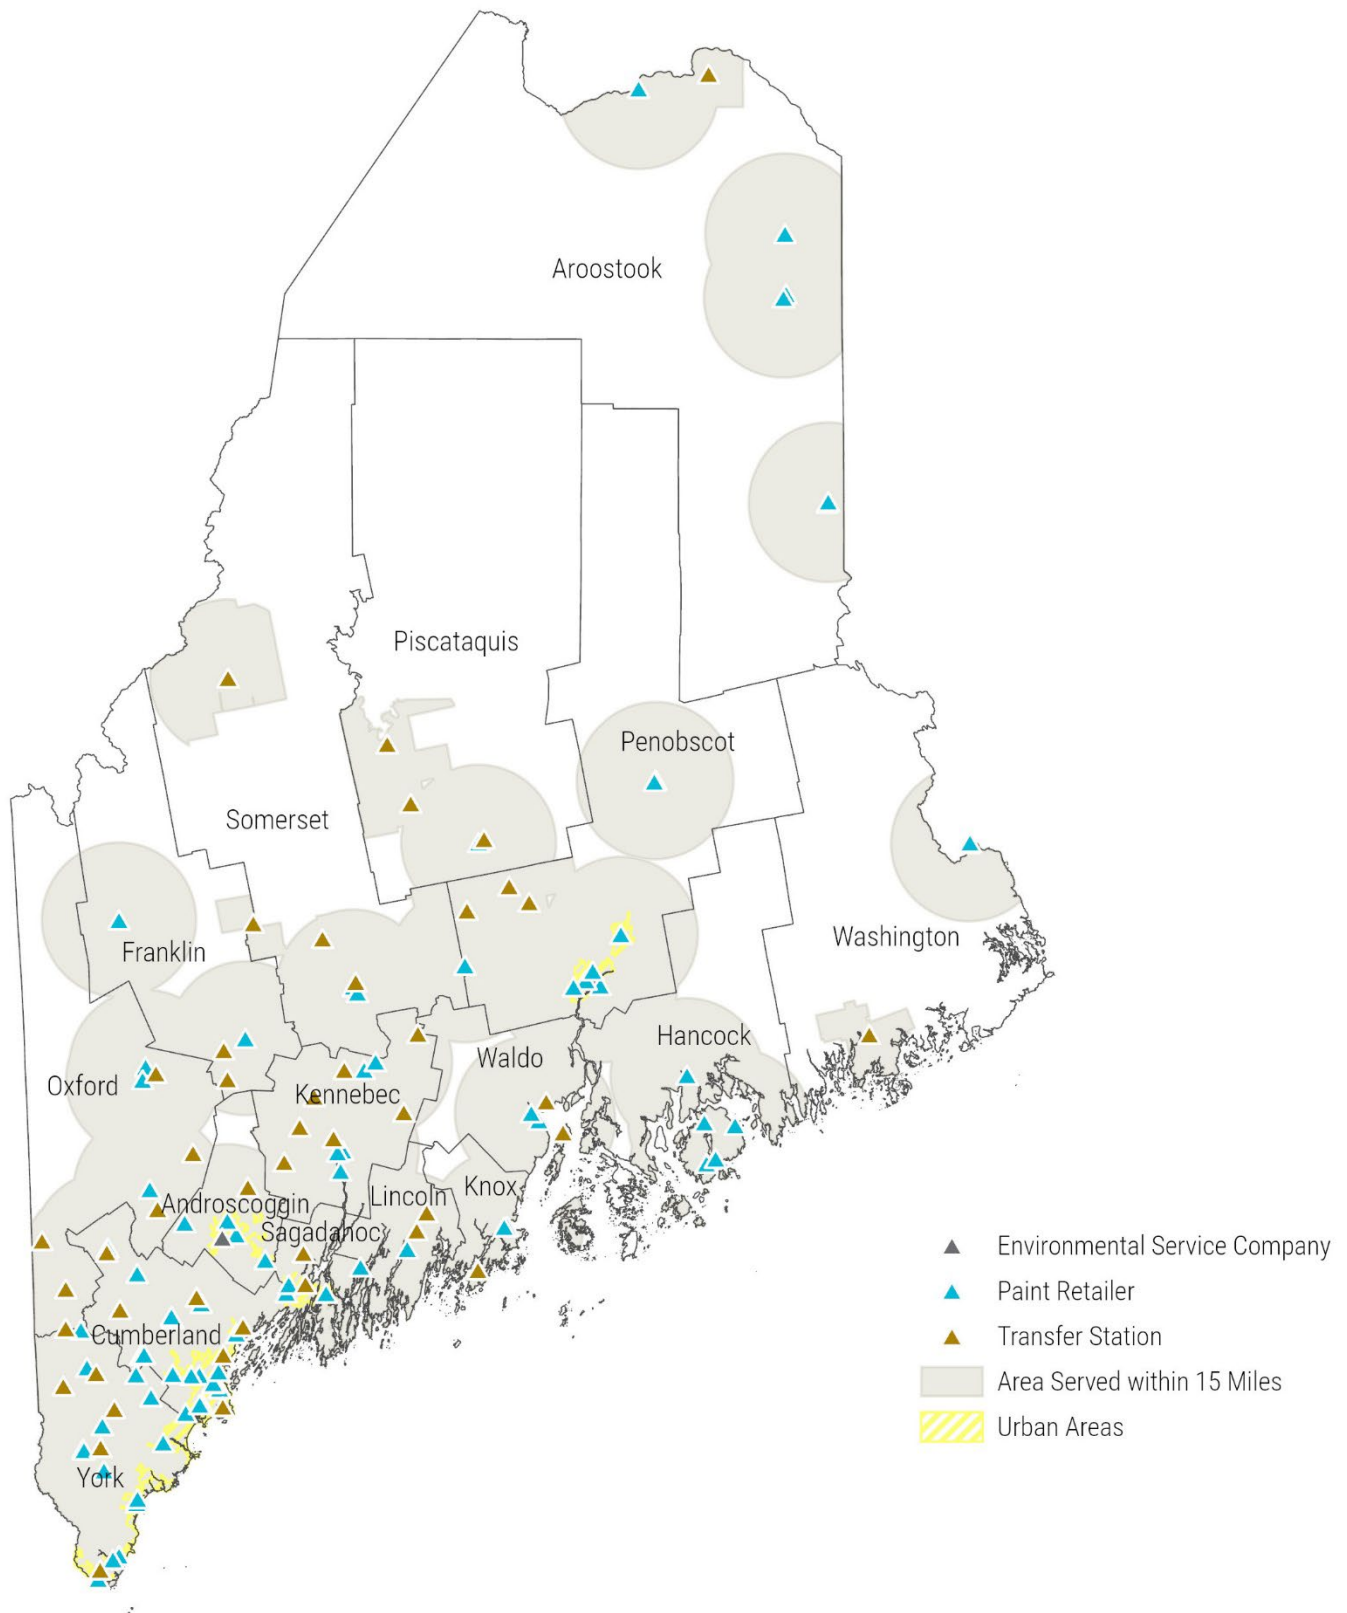 Aroostook
Piscataquis
Penobscot
Somerset
Franklin
Washington
Hancock
Waldo
Oxford
Kennebec
Knox
Lincoln
Androscoggin
Sagadahoc
Cumberland
York
Environmental Service Company
Paint Retailer
Transfer Station
Area Served within 15 Miles
Urban Areas